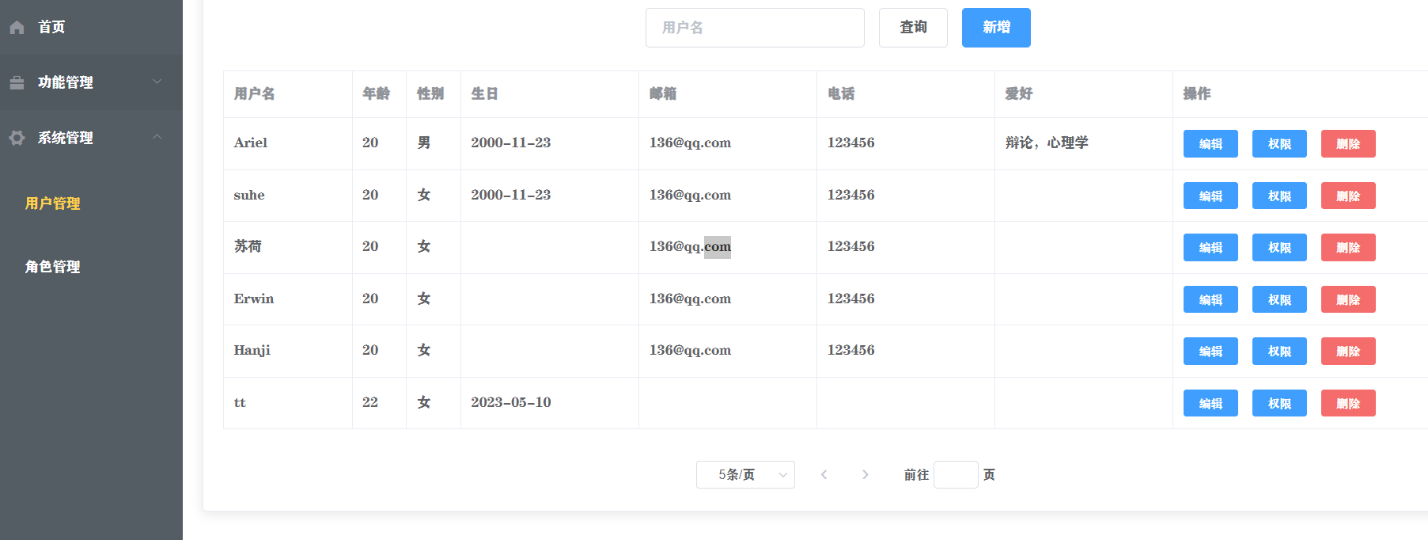 首页
功能管理
系统管理
用户管理
角色管理
用户名 查询 新增
用户名 年龄 性别 生日 邮箱 电话 爱好 操作
Ariel 20 男 2000-11-23 136@qq.com 123456 辩论，心理学 编辑 权限 删除
suhe 20 女 2000-11-23 136@qq.com 123456 编辑 权限 删除
苏荷 20 女 136@qq.com 123456 编辑 权限 删除
Erwin 20 女 136@qq.com 123456 编辑 权限 删除
Hanji 20 女 136@qq.com 123456 编辑 权限 删除
tt 22 女 2023-05-10 编辑 权限 删除
5条/页 前往 页